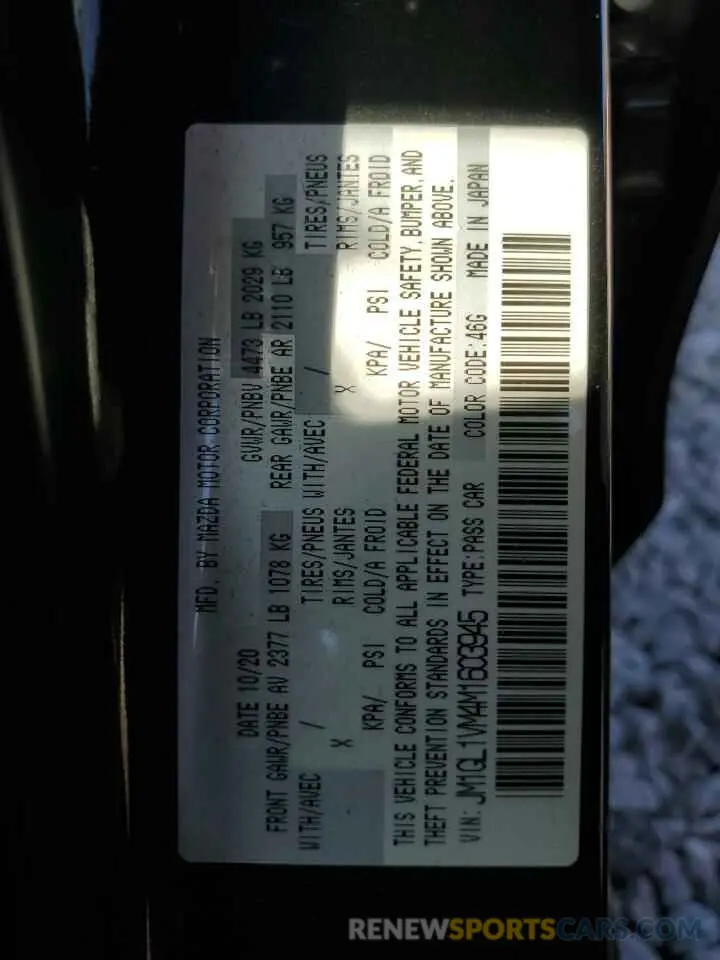 MFD. BY MAZDA MOTOR CORPORATION
DATE 10/20 GVWR/PNBV 4473 LB 2029 KG
FRONT GAWR/PNBE AV 2377 LB 1078 KG REAR GAWR/PNBE AR 2110 LB 957 KG
WITH/AVEC / TIRES/PNEUS WITH/AVEC / TIRES/PNEUS
X RIMS/JANTES X RIMS/JANTES
KPA/ PSI COLD/A FROID KPA/ PSI COLD/A FROID
THIS VEHICLE CONFORMS TO ALL APPLICABLE FEDERAL MOTOR VEHICLE SAFETY, BUMPER, AND
THEFT PREVENTION STANDARDS IN EFFECT ON THE DATE OF MANUFACTURE SHOWN ABOVE.
VIN: JM1GL1VM4M1603945 TYPE:PASS CAR COLOR CODE:46G MADE IN JAPAN
RENEWSPORTSCARS.COM